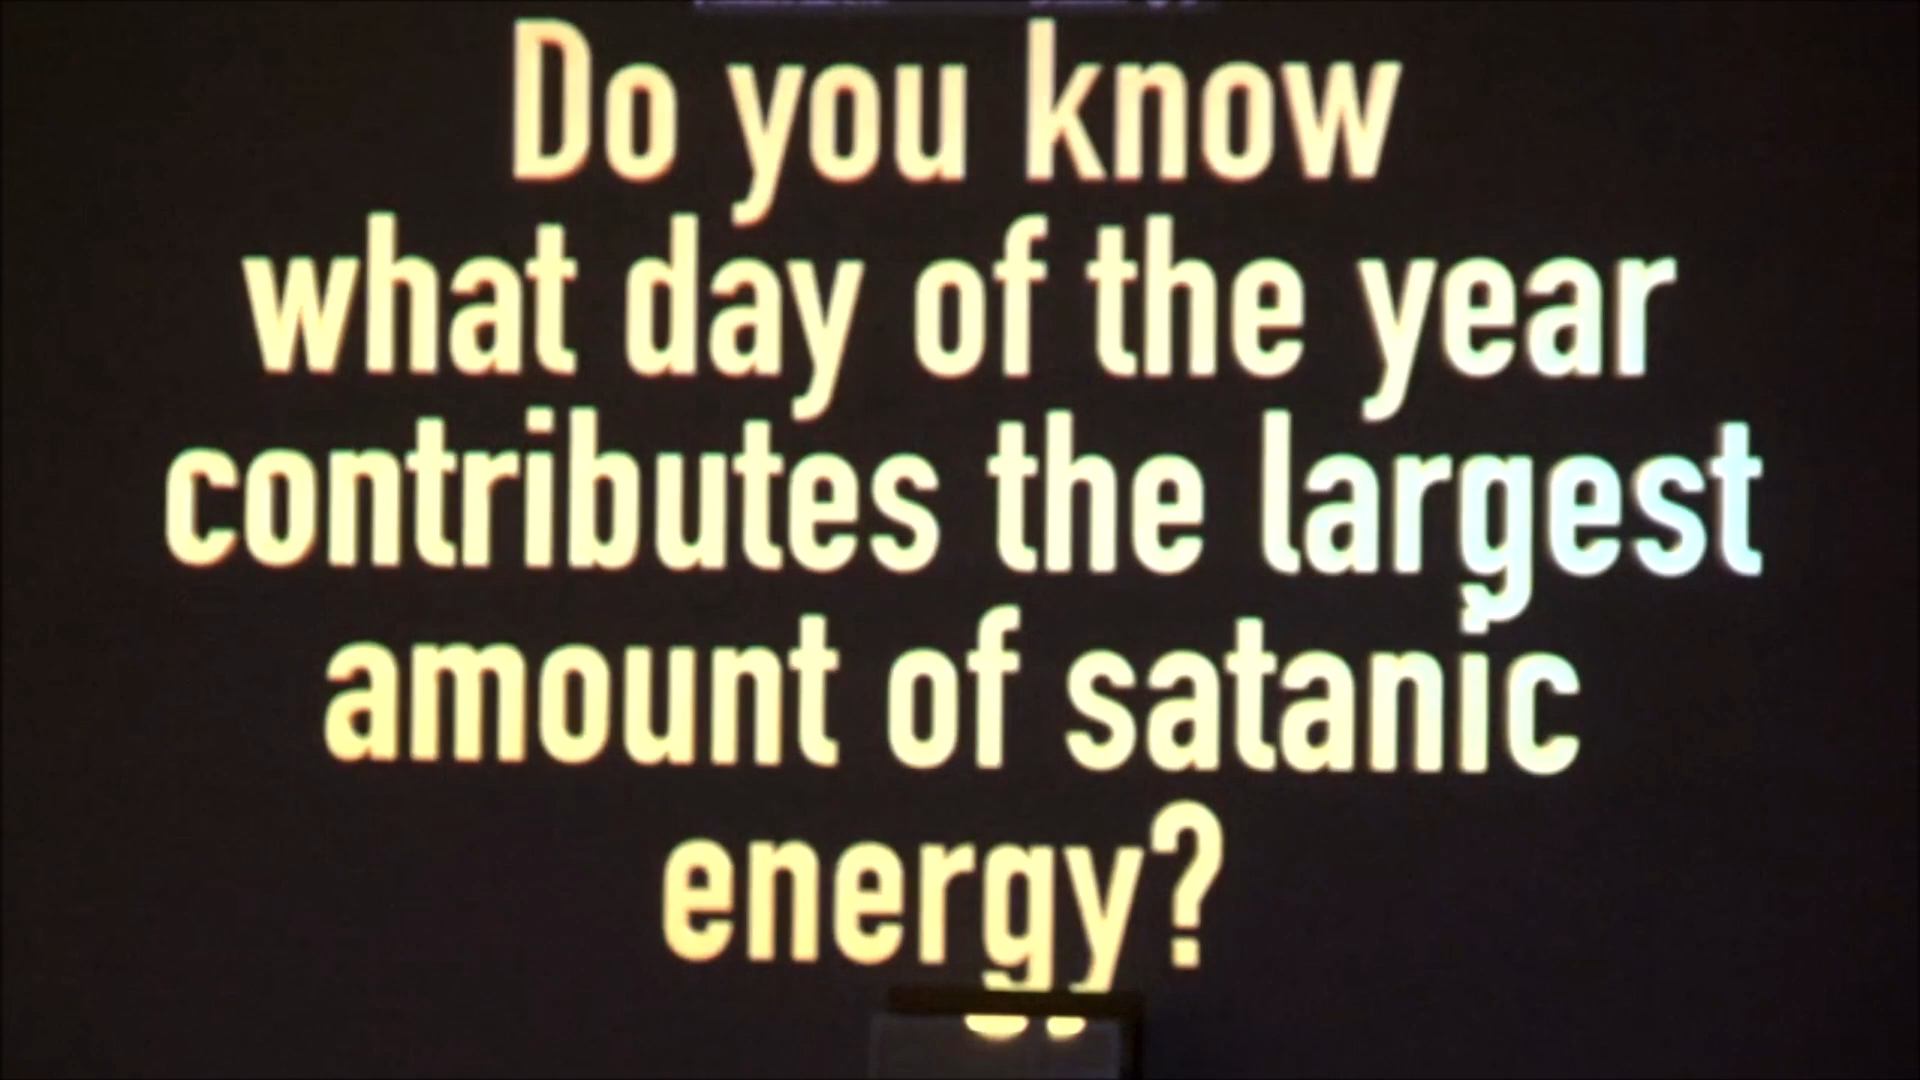 Do you know
what day of the year
contributes the largest
amount of satanic
energy?